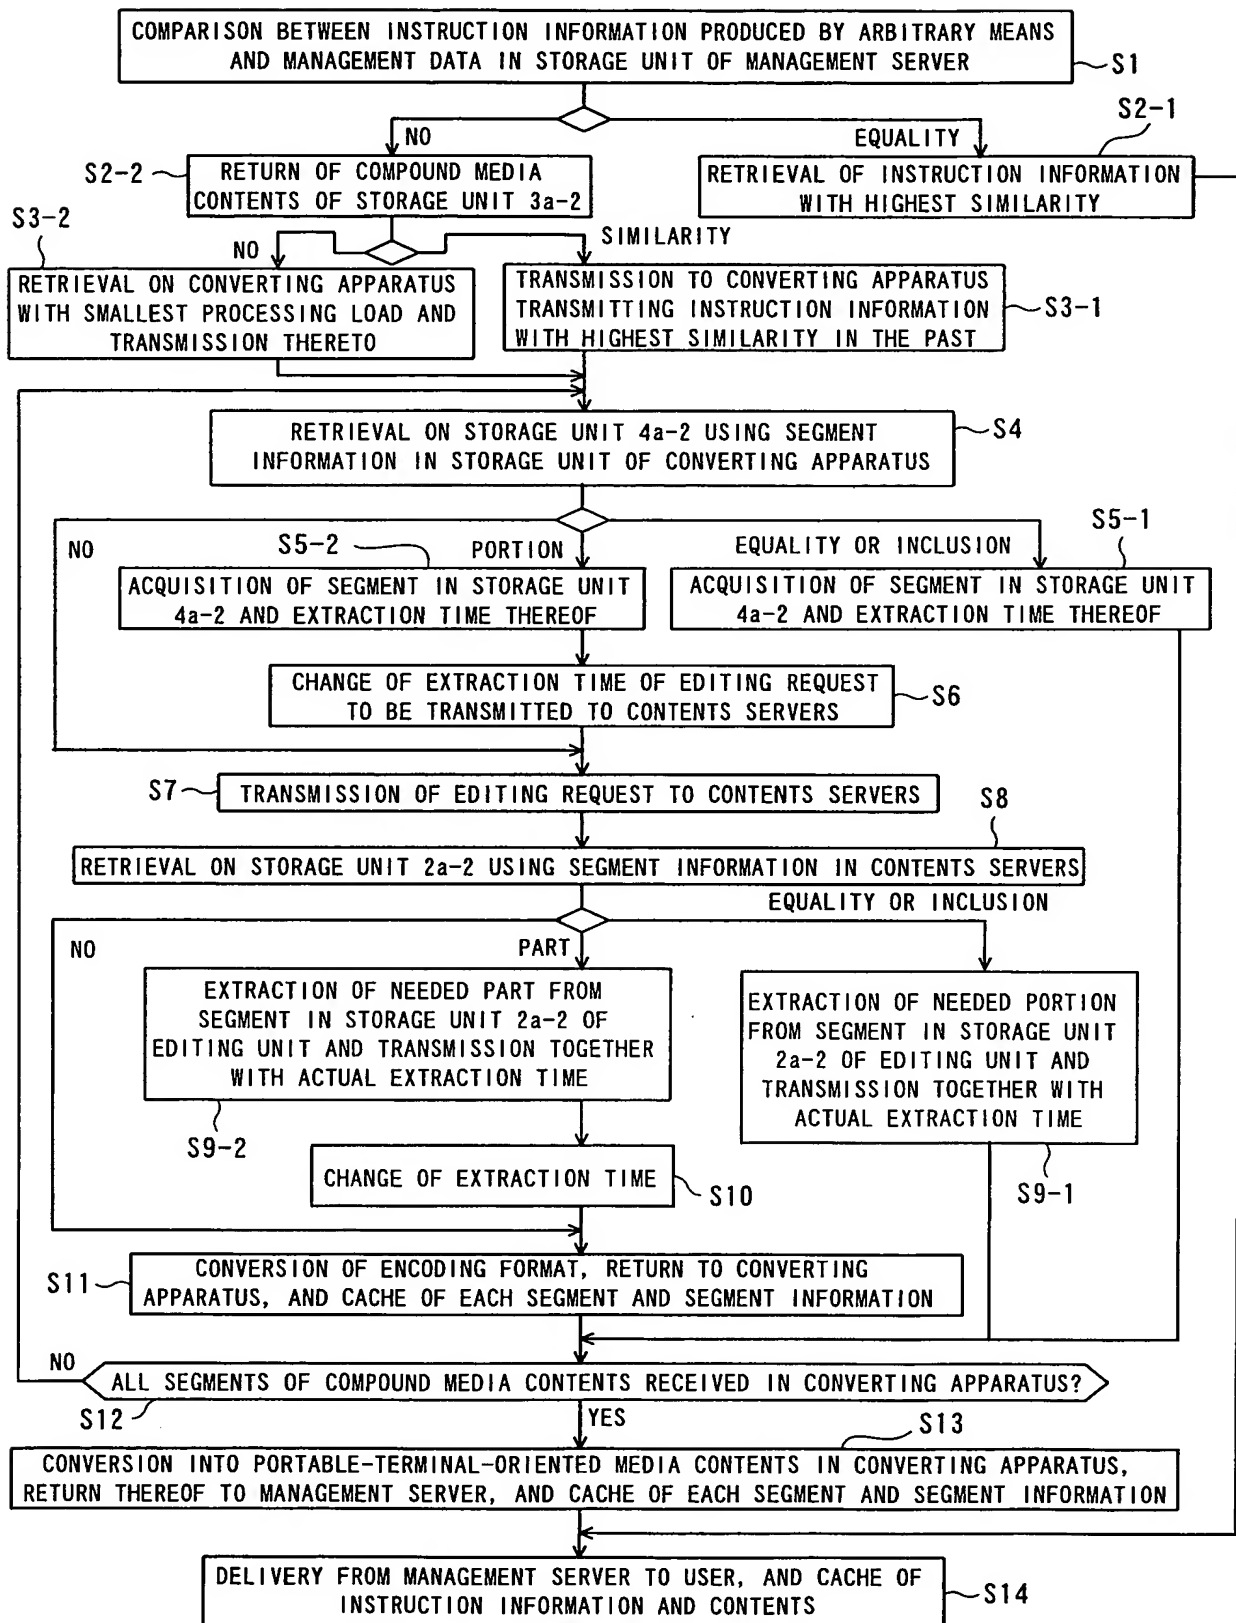 COMPARISON BETWEEN INSTRUCTION INFORMATION PRODUCED BY ARBITRARY MEANS
AND MANAGEMENT DATA IN STORAGE UNIT OF MANAGEMENT SERVER
S1
NO
EQUALITY
S2-1
S2-2
RETURN OF COMPOUND MEDIA
CONTENTS OF STORAGE UNIT 3a-2
RETRIEVAL OF INSTRUCTION INFORMATION
WITH HIGHEST SIMILARITY
S3-2
NO
SIMILARITY
RETRIEVAL ON CONVERTING APPARATUS
WITH SMALLEST PROCESSING LOAD AND
TRANSMISSION THERETO
TRANSMISSION TO CONVERTING APPARATUS
TRANSMITTING INSTRUCTION INFORMATION
WITH HIGHEST SIMILARITY IN THE PAST
S3-1
RETRIEVAL ON STORAGE UNIT 4a-2 USING SEGMENT
INFORMATION IN STORAGE UNIT OF CONVERTING APPARATUS
S4
NO
S5-2
PORTION
EQUALITY OR INCLUSION
S5-1
ACQUISITION OF SEGMENT IN STORAGE UNIT
4a-2 AND EXTRACTION TIME THEREOF
ACQUISITION OF SEGMENT IN STORAGE UNIT
4a-2 AND EXTRACTION TIME THEREOF
CHANGE OF EXTRACTION TIME OF EDITING REQUEST
TO BE TRANSMITTED TO CONTENTS SERVERS
S6
S7
TRANSMISSION OF EDITING REQUEST TO CONTENTS SERVERS
S8
RETRIEVAL ON STORAGE UNIT 2a-2 USING SEGMENT INFORMATION IN CONTENTS SERVERS
EQUALITY OR INCLUSION
NO
PART
EXTRACTION OF NEEDED PART FROM
SEGMENT IN STORAGE UNIT 2a-2 OF
EDITING UNIT AND TRANSMISSION TOGETHER
WITH ACTUAL EXTRACTION TIME
S9-2
EXTRACTION OF NEEDED PORTION
FROM SEGMENT IN STORAGE UNIT
2a-2 OF EDITING UNIT AND
TRANSMISSION TOGETHER WITH
ACTUAL EXTRACTION TIME
S9-1
CHANGE OF EXTRACTION TIME
S10
S11
CONVERSION OF ENCODING FORMAT, RETURN TO CONVERTING
APPARATUS, AND CACHE OF EACH SEGMENT AND SEGMENT INFORMATION
NO
ALL SEGMENTS OF COMPOUND MEDIA CONTENTS RECEIVED IN CONVERTING APPARATUS?
S12
YES
S13
CONVERSION INTO PORTABLE-TERMINAL-ORIENTED MEDIA CONTENTS IN CONVERTING APPARATUS,
RETURN THEREOF TO MANAGEMENT SERVER, AND CACHE OF EACH SEGMENT AND SEGMENT INFORMATION
DELIVERY FROM MANAGEMENT SERVER TO USER, AND CACHE OF
INSTRUCTION INFORMATION AND CONTENTS
S14